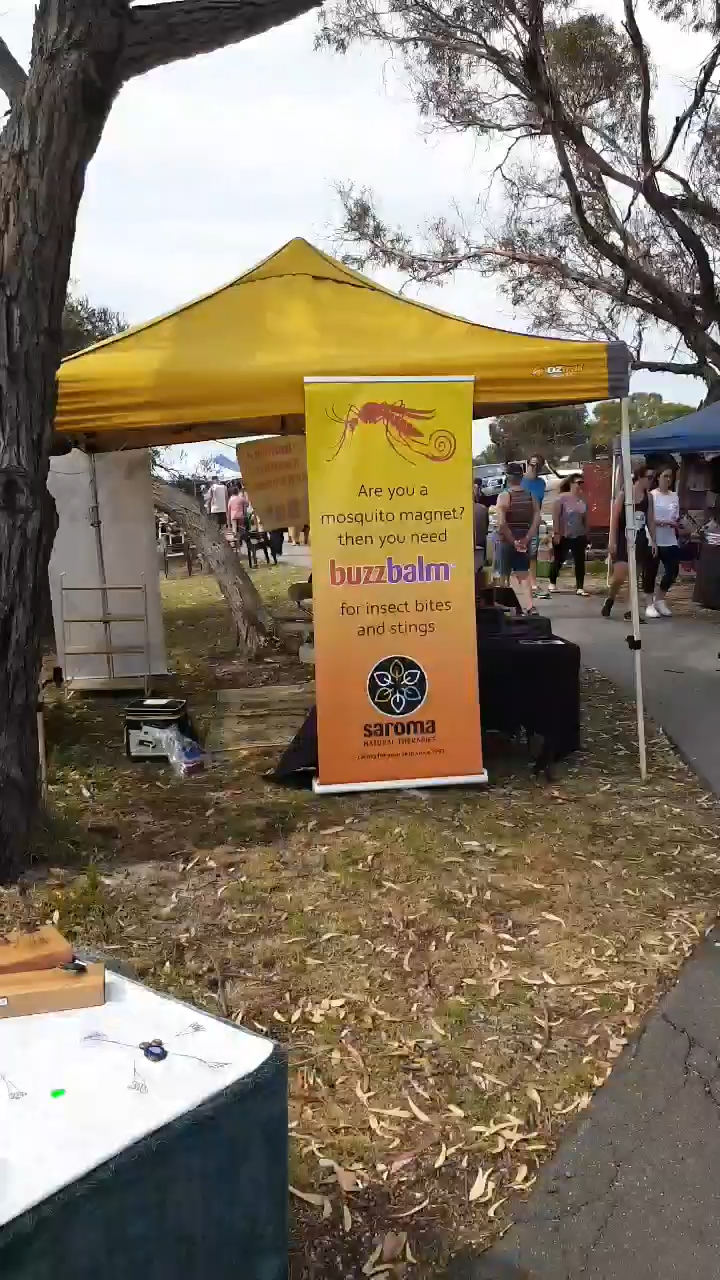 Are you a
mosquito magnet?
then you need
buzzbalm
for insect bites
and stings
saroma
NATURAL THERAPIES